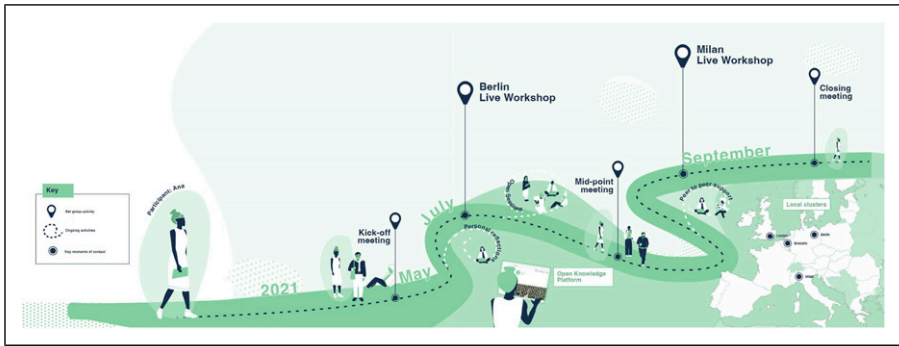 Key
Set group activity
Ongoing activities
Key moments of contact
Participant: Ana
2021
Kick-off
meeting
May
July
Berlin
Live Workshop
Personal reflections
Open Sessions
Open Knowledge
Platform
Mid-point
meeting
Milan
Live Workshop
September
Peer to peer support
Closing
meeting
Local clusters
Brussels
Berlin